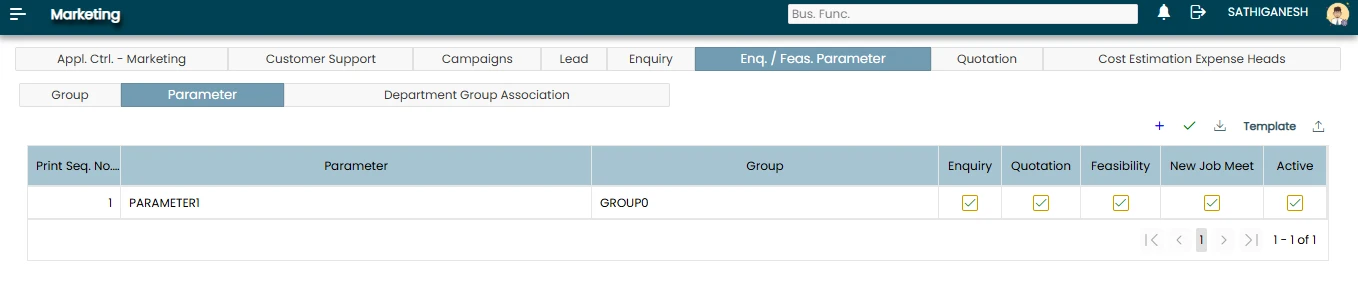 Marketing Bus. Func. SATHIGANESH
Appl. Ctrl. - Marketing Customer Support Campaigns Lead Enquiry Enq. / Feas. Parameter Quotation Cost Estimation Expense Heads
Group Parameter Department Group Association
+ Template
Print Seq. No.... Parameter Group Enquiry Quotation Feasibility New Job Meet Active
1 PARAMETER1 GROUP0
1 1 - 1 of 1